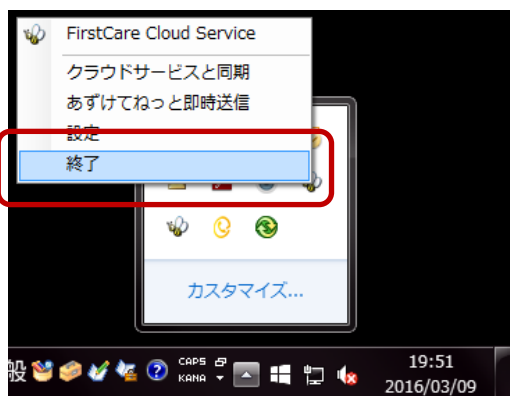 FirstCare Cloud Service
クラウドサービスと同期
あずけてねっと即時送信
設定
終了
カスタマイズ...
般
CAPS
KANA
19:51
2016/03/09